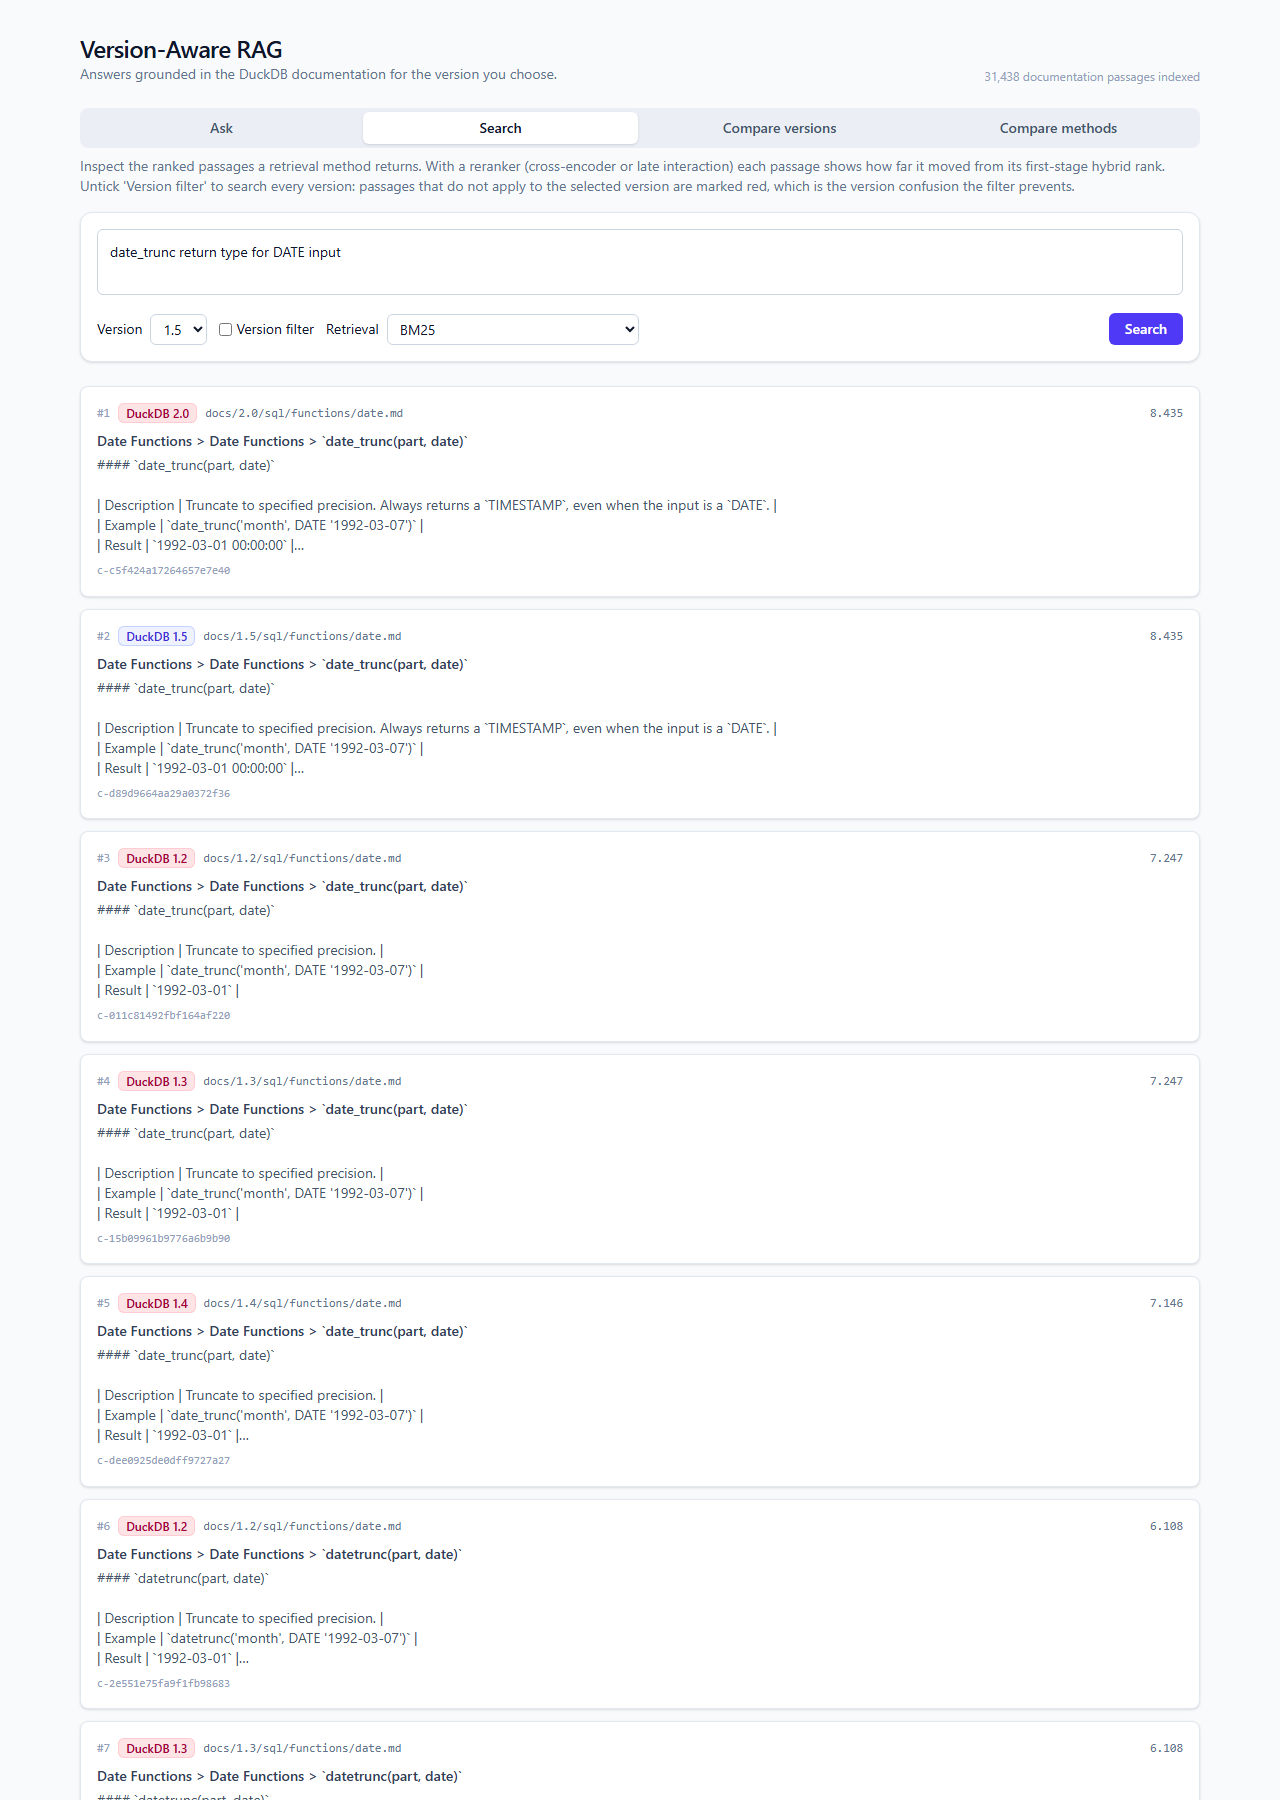 Version-Aware RAG
Answers grounded in the DuckDB documentation for the version you choose.
31,438 documentation passages indexed
Ask
Search
Compare versions
Compare methods
Inspect the ranked passages a retrieval method returns. With a reranker (cross-encoder or late interaction) each passage shows how far it moved from its first-stage hybrid rank.
Untick 'Version filter' to search every version: passages that do not apply to the selected version are marked red, which is the version confusion the filter prevents.
date_trunc return type for DATE input
Version 1.5 Version filter Retrieval BM25 Search
#1 DuckDB 2.0 docs/2.0/sql/functions/date.md 8.435
Date Functions > Date Functions > `date_trunc(part, date)`
#### `date_trunc(part, date)`
| Description | Truncate to specified precision. Always returns a `TIMESTAMP`, even when the input is a `DATE`. |
| Example | `date_trunc('month', DATE '1992-03-07')` |
| Result | `1992-03-01 00:00:00` |...
c-c5f424a17264657e7e40
#2 DuckDB 1.5 docs/1.5/sql/functions/date.md 8.435
Date Functions > Date Functions > `date_trunc(part, date)`
#### `date_trunc(part, date)`
| Description | Truncate to specified precision. Always returns a `TIMESTAMP`, even when the input is a `DATE`. |
| Example | `date_trunc('month', DATE '1992-03-07')` |
| Result | `1992-03-01 00:00:00` |...
c-d89d9664aa29a0372f36
#3 DuckDB 1.2 docs/1.2/sql/functions/date.md 7.247
Date Functions > Date Functions > `date_trunc(part, date)`
#### `date_trunc(part, date)`
| Description | Truncate to specified precision. |
| Example | `date_trunc('month', DATE '1992-03-07')` |
| Result | `1992-03-01` |
c-011c81492fbf164af220
#4 DuckDB 1.3 docs/1.3/sql/functions/date.md 7.247
Date Functions > Date Functions > `date_trunc(part, date)`
#### `date_trunc(part, date)`
| Description | Truncate to specified precision. |
| Example | `date_trunc('month', DATE '1992-03-07')` |
| Result | `1992-03-01` |
c-15b09961b9776a6b9b90
#5 DuckDB 1.4 docs/1.4/sql/functions/date.md 7.146
Date Functions > Date Functions > `date_trunc(part, date)`
#### `date_trunc(part, date)`
| Description | Truncate to specified precision. |
| Example | `date_trunc('month', DATE '1992-03-07')` |
| Result | `1992-03-01` |...
c-dee0925de0dff9727a27
#6 DuckDB 1.2 docs/1.2/sql/functions/date.md 6.108
Date Functions > Date Functions > `datetrunc(part, date)`
#### `datetrunc(part, date)`
| Description | Truncate to specified precision. |
| Example | `datetrunc('month', DATE '1992-03-07')` |
| Result | `1992-03-01` |...
c-2e551e75fa9f1fb98683
#7 DuckDB 1.3 docs/1.3/sql/functions/date.md 6.108
Date Functions > Date Functions > `datetrunc(part, date)`
#### `datetrunc(part, date)`